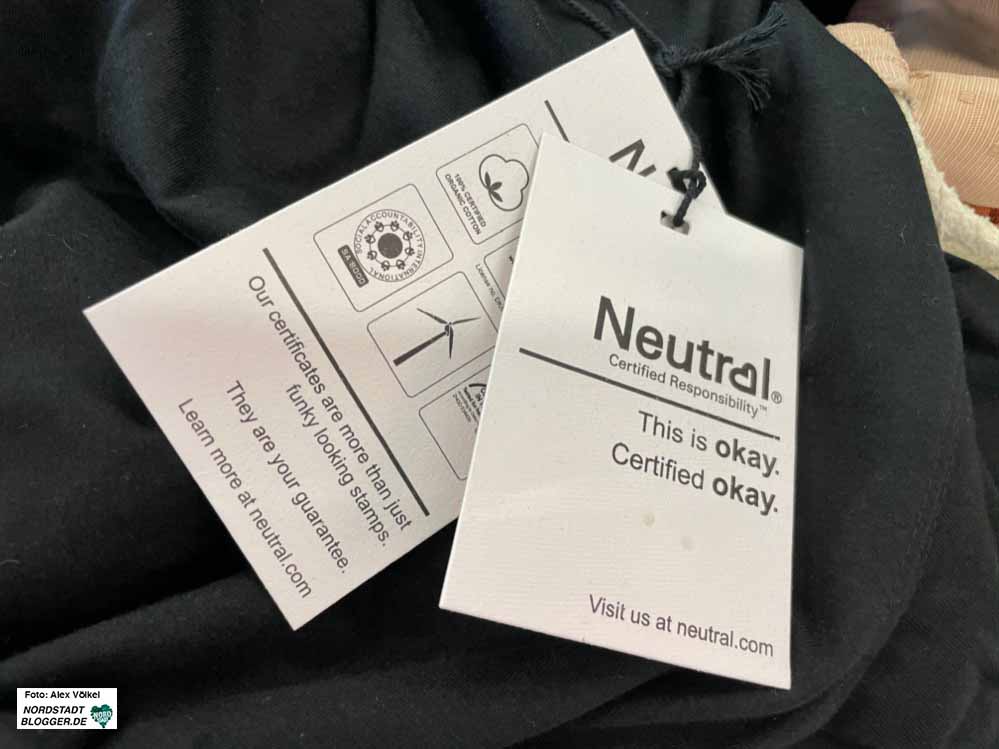 100% CERTIFIED
ORGANIC COTTON
SOCIAL ACCOUNTABILITY INTERNATIONAL
SA 8000
License no.
Our certificates are more than just
funky looking stamps.
They are your guarantee.
Learn more at neutral.com
Neutral®
Certified Responsibility™
This is okay.
Certified okay.
Visit us at neutral.com
Foto: Alex Völkel
NORDSTADT
BLOGGER.DE